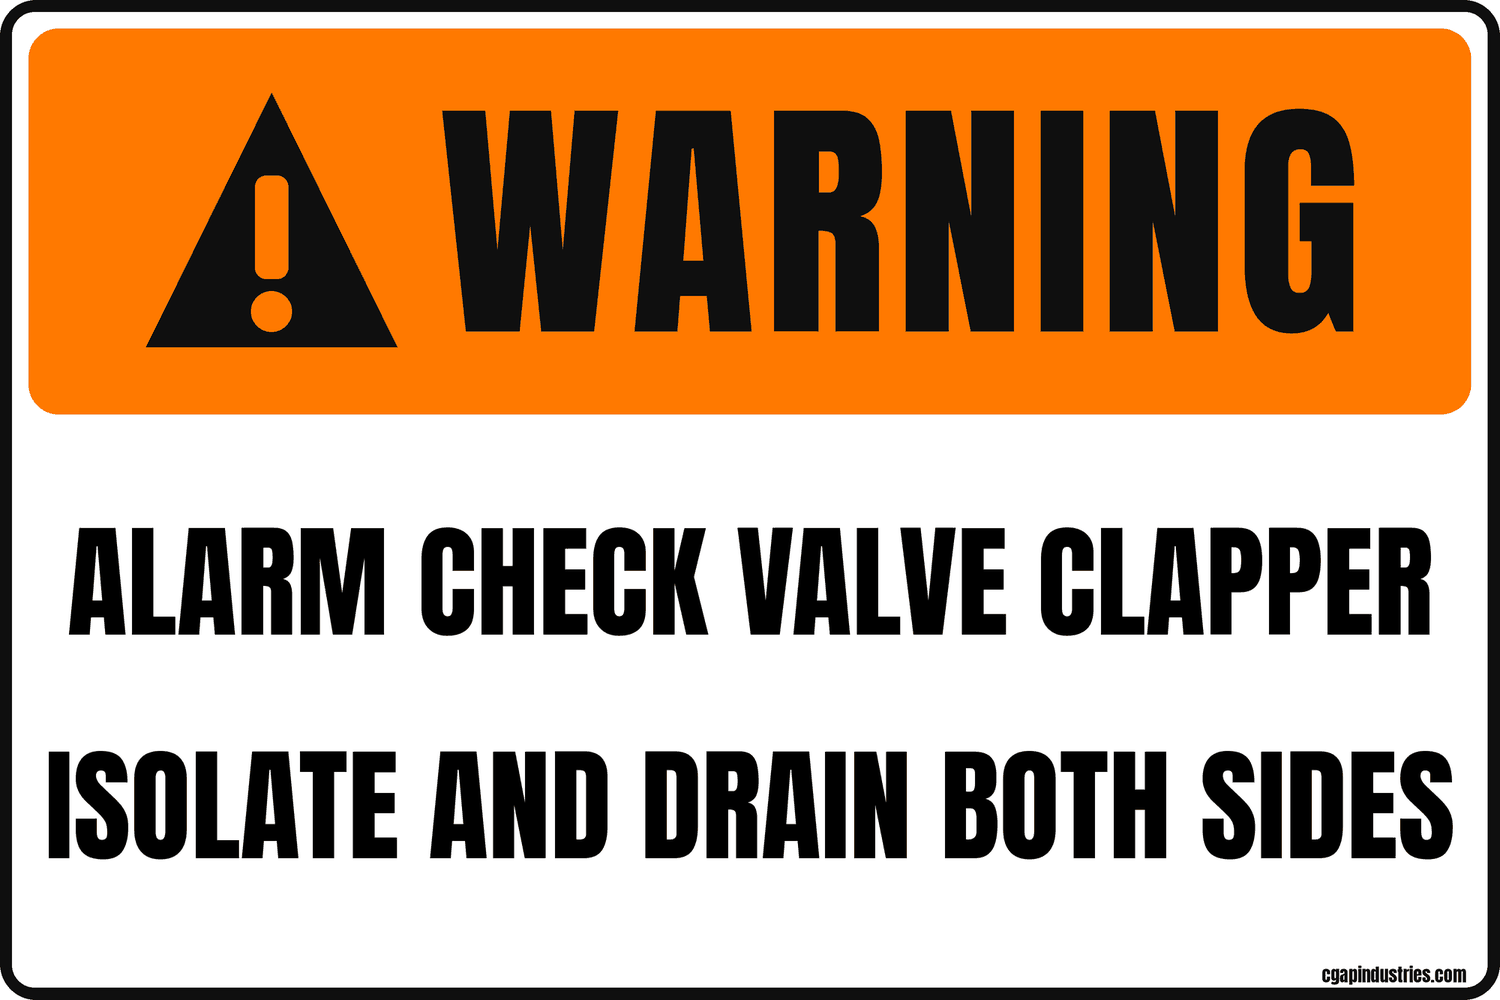 WARNING
ALARM CHECK VALVE CLAPPER
ISOLATE AND DRAIN BOTH SIDES
cgapindustries.com